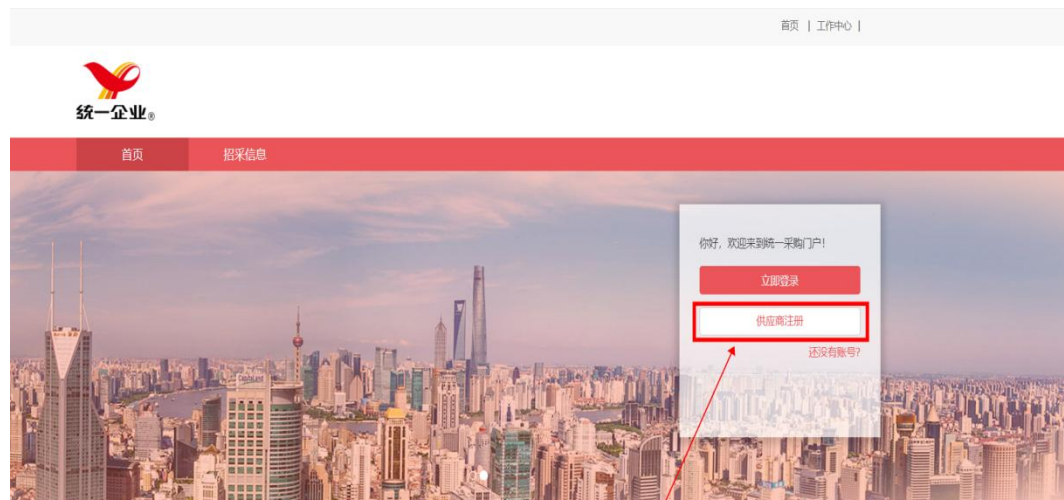 首页 | 工作中心 |
统一企业®
首页 招采信息
你好，欢迎来到统一采购门户！
立即登录
供应商注册
还没有账号?